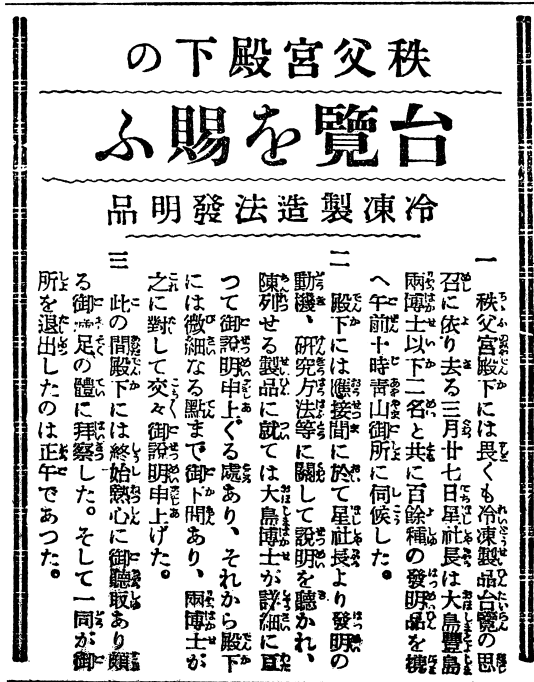 秩父宮殿下の
台覽を賜ふ
冷凍製造法發明品
一
秩父宮殿下には畏くも冷凍製品台覽の思
召に依り去る三月廿七日星社長は大島豐島
兩博士以下二名と共に百餘種の發明品を携
へ午前十時靑山御所に伺候した。
二
殿下には應接間に於て星社長より發明の
動機、研究方法等に關して說明を聽かれ、
陳列せる製品に就ては大島博士が詳細に亘
つて御說明申上ぐる處あり、それから殿下
には微細なる點まで御下問あり、兩博士が
之に對して交々御說明申上げた。
三
此の間殿下には終始熱心に御聽取あり頗
る御滿足の體に拜察した。そして一同が御
所を退出したのは正午であつた。